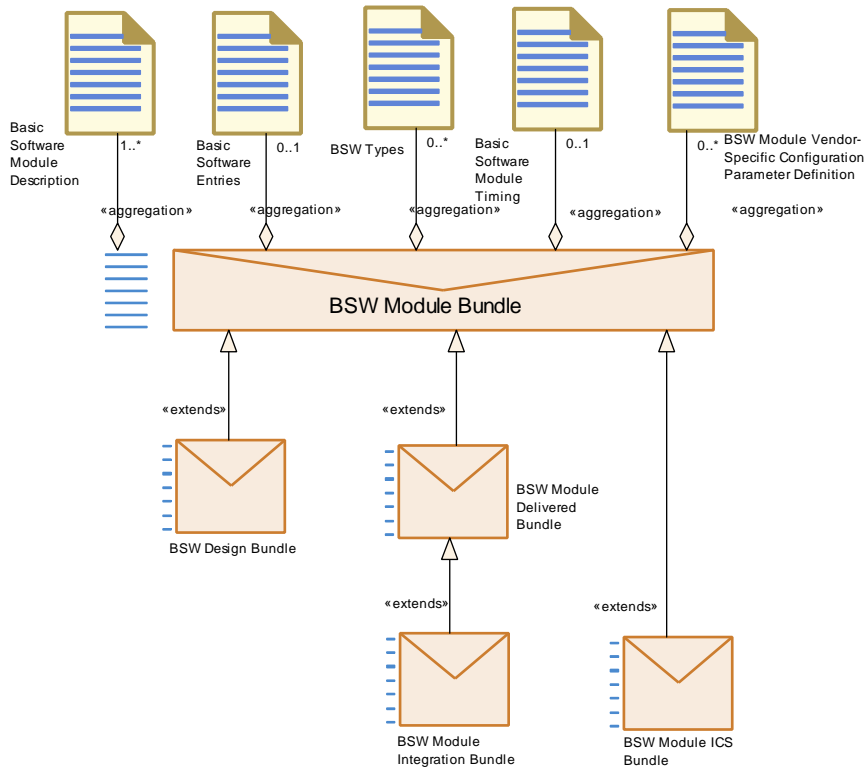 Basic
Software
Module
Description
1..*
Basic
Software
Entries
0..1
BSW Types
0..*
Basic
Software
Module
Timing
0..1
BSW Module Vendor-
Specific Configuration
Parameter Definition
0..*
«aggregation»
«aggregation»
«aggregation»
«aggregation»
«aggregation»
BSW Module Bundle
«extends»
«extends»
BSW Design Bundle
BSW Module
Delivered
Bundle
«extends»
«extends»
BSW Module
Integration Bundle
BSW Module ICS
Bundle